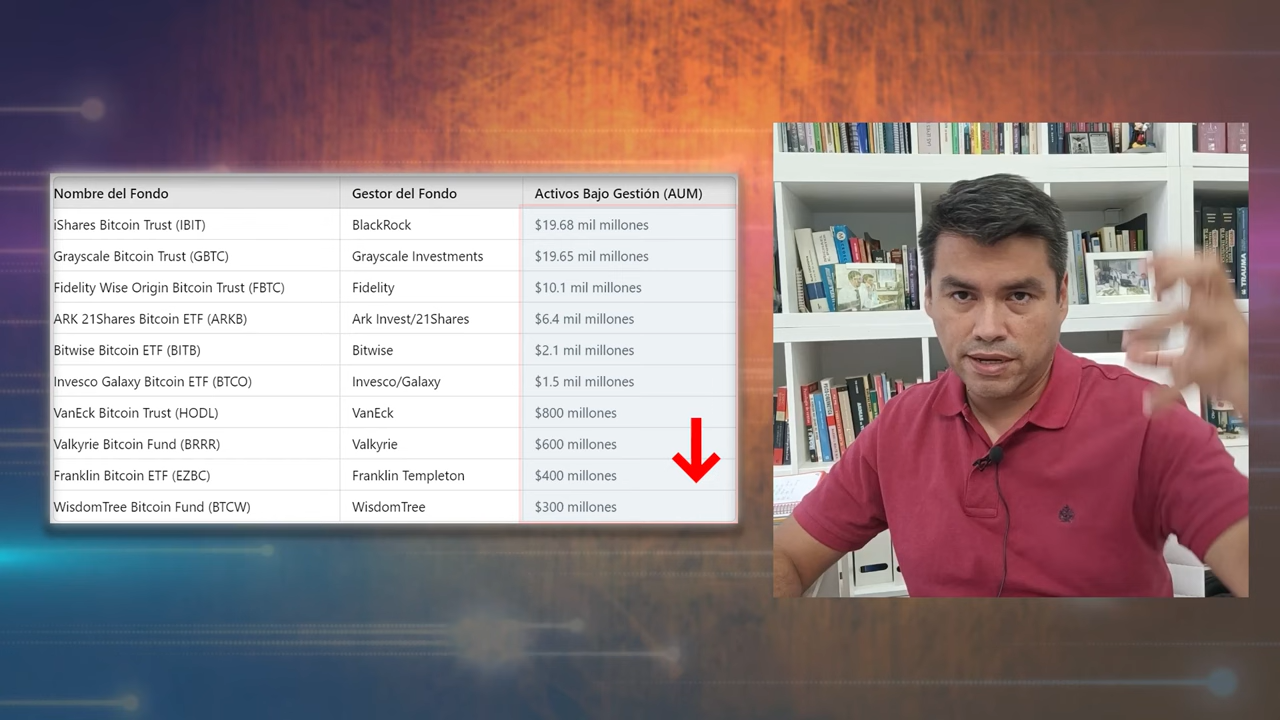 Nombre del Fondo Gestor del Fondo Activos Bajo Gestión (AUM)
iShares Bitcoin Trust (IBIT) BlackRock $19.68 mil millones
Grayscale Bitcoin Trust (GBTC) Grayscale Investments $19.65 mil millones
Fidelity Wise Origin Bitcoin Trust (FBTC) Fidelity $10.1 mil millones
ARK 21Shares Bitcoin ETF (ARKB) Ark Invest/21Shares $6.4 mil millones
Bitwise Bitcoin ETF (BITB) Bitwise $2.1 mil millones
Invesco Galaxy Bitcoin ETF (BTCO) Invesco/Galaxy $1.5 mil millones
VanEck Bitcoin Trust (HODL) VanEck $800 millones
Valkyrie Bitcoin Fund (BRRR) Valkyrie $600 millones
Franklin Bitcoin ETF (EZBC) Franklin Templeton $400 millones
WisdomTree Bitcoin Fund (BTCW) WisdomTree $300 millones
TRAUMA